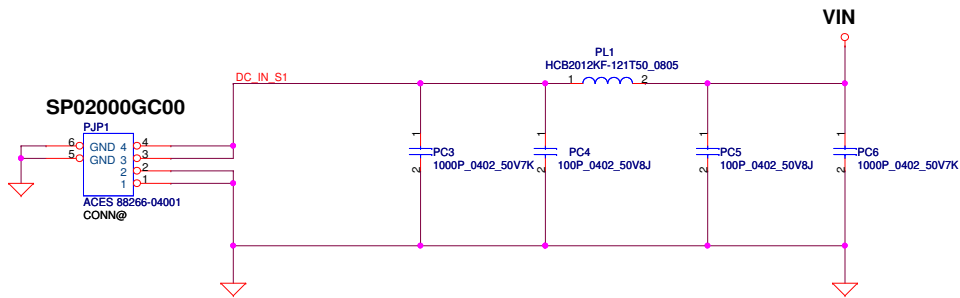 VIN
PL1
HCB2012KF-121T50_0805
DC_IN_S1
1 2
SP02000GC00
PJP1
6 GND 4 4
5 GND 3 3
2 2
1 1
ACES 88266-04001
CONN@
1 1 1 1
PC3 PC4 PC5 PC6
1000P_0402_50V7K 100P_0402_50V8J 100P_0402_50V8J 1000P_0402_50V7K
2 2 2 2